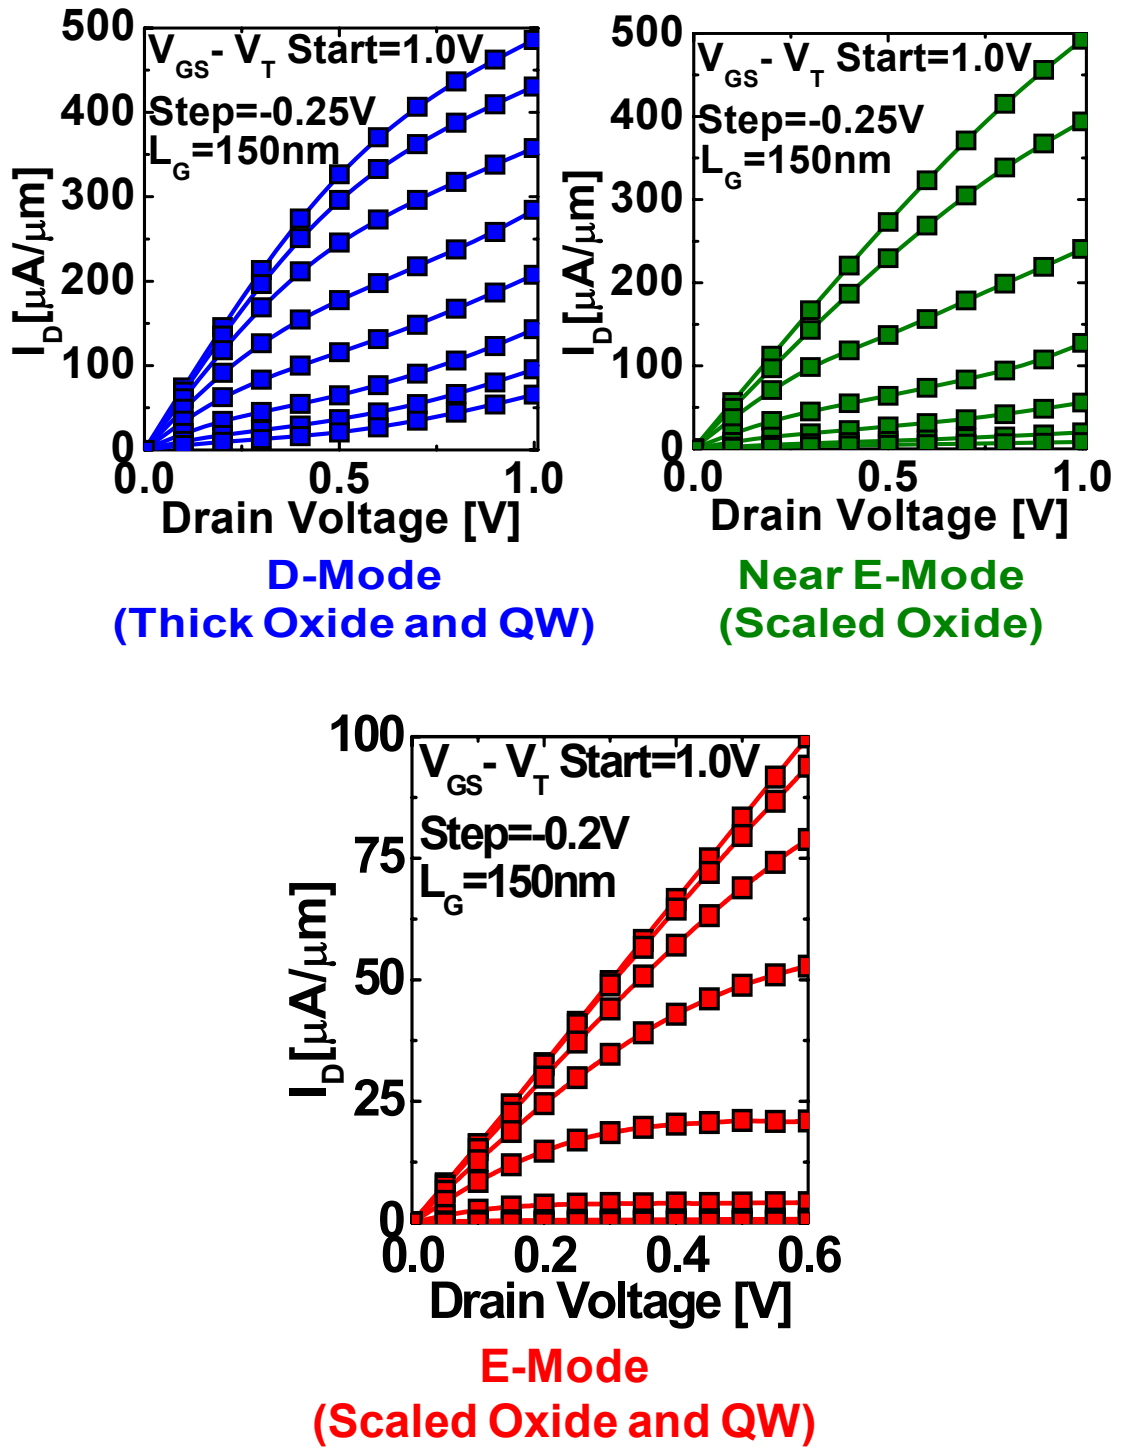 500
400
300
200
100
0
I_D[μA/μm]
V_GS- V_T Start=1.0V
Step=-0.25V
L_G=150nm
0.0 0.5 1.0
Drain Voltage [V]
D-Mode
(Thick Oxide and QW)
500
400
300
200
100
0
I_D[μA/μm]
V_GS- V_T Start=1.0V
Step=-0.25V
L_G=150nm
0.0 0.5 1.0
Drain Voltage [V]
Near E-Mode
(Scaled Oxide)
100
75
50
25
0
I_D[μA/μm]
V_GS- V_T Start=1.0V
Step=-0.2V
L_G=150nm
0.0 0.2 0.4 0.6
Drain Voltage [V]
E-Mode
(Scaled Oxide and QW)